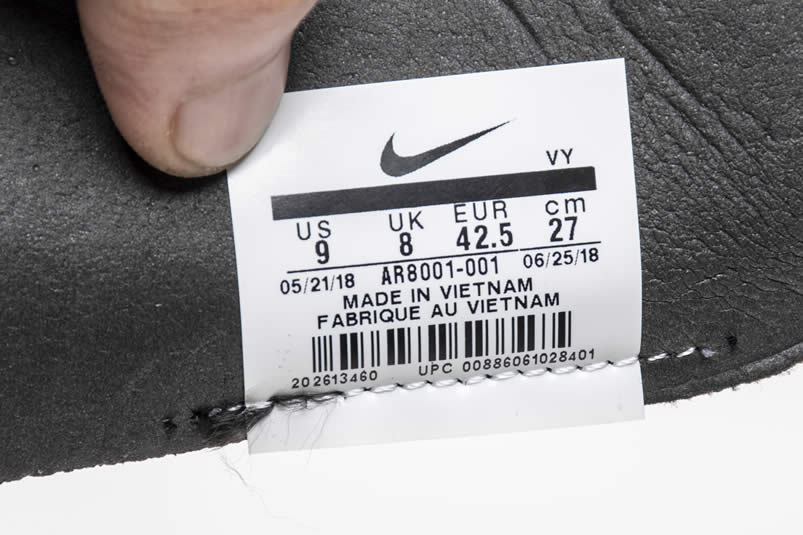 VY
US UK EUR cm
9 8 42.5 27
05/21/18 AR8001-001 06/25/18
MADE IN VIETNAM
FABRIQUE AU VIETNAM
202613460 UPC 00886061028401